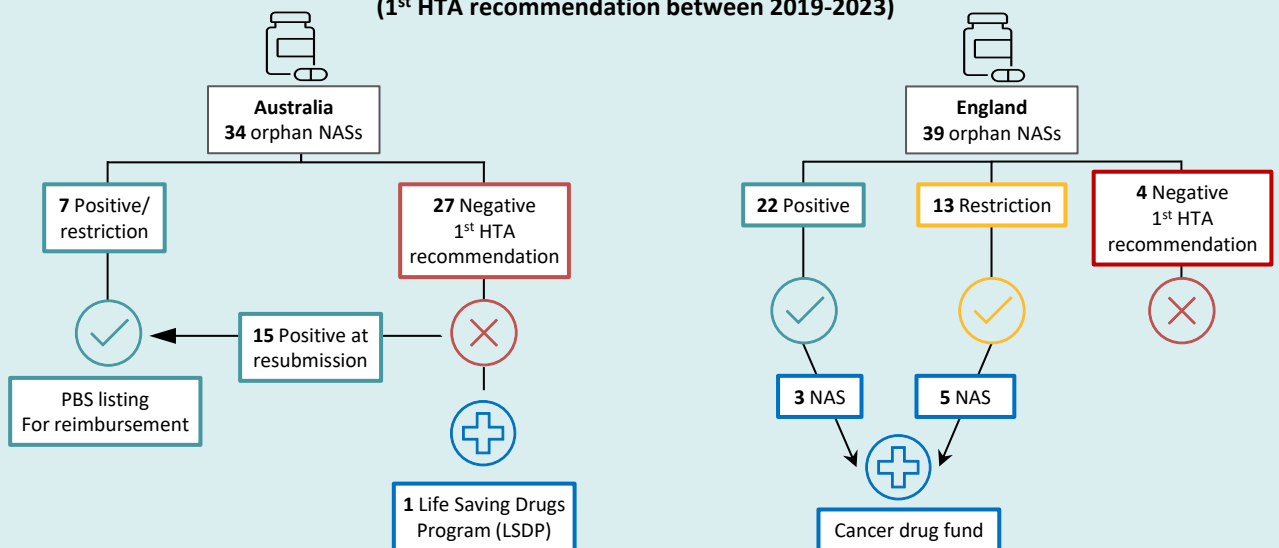 (1st HTA recommendation between 2019-2023)
Australia
34 orphan NASs
7 Positive/
restriction
27 Negative
1st HTA
recommendation
15 Positive at
resubmission
PBS listing
For reimbursement
1 Life Saving Drugs
Program (LSDP)
England
39 orphan NASs
22 Positive
13 Restriction
4 Negative
1st HTA
recommendation
3 NAS
5 NAS
Cancer drug fund